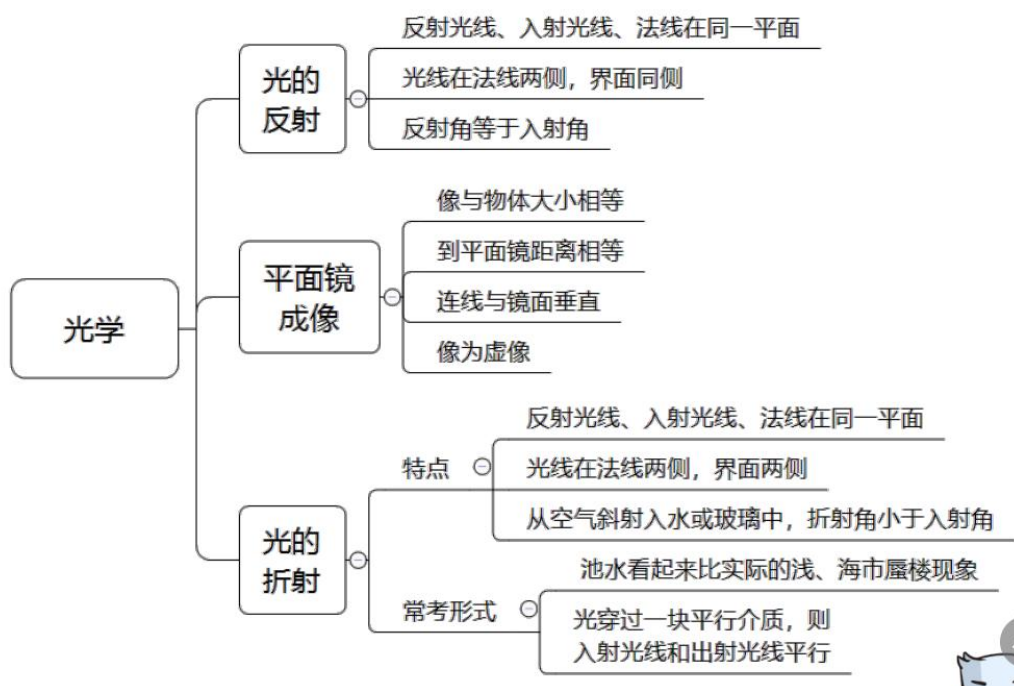 光学
光的
反射
反射光线、入射光线、法线在同一平面
光线在法线两侧，界面同侧
反射角等于入射角
平面镜
成像
像与物体大小相等
到平面镜距离相等
连线与镜面垂直
像为虚像
光的
折射
特点
反射光线、入射光线、法线在同一平面
光线在法线两侧，界面两侧
从空气斜射入水或玻璃中，折射角小于入射角
常考形式
池水看起来比实际的浅、海市蜃楼现象
光穿过一块平行介质，则
入射光线和出射光线平行